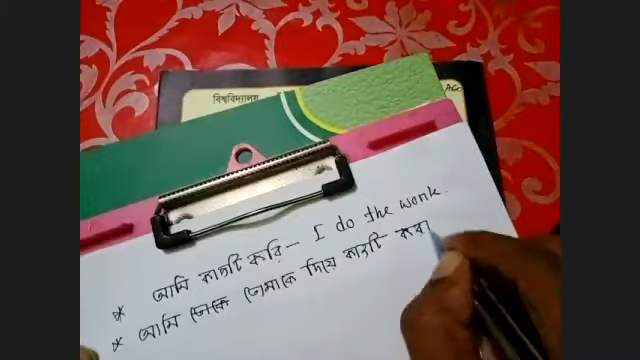 বিশ্ববিদ্যালয়
* আমি কাজটি করি - I do the work.
* আমি তোকে তোমাকে দিয়ে কাজটি করা